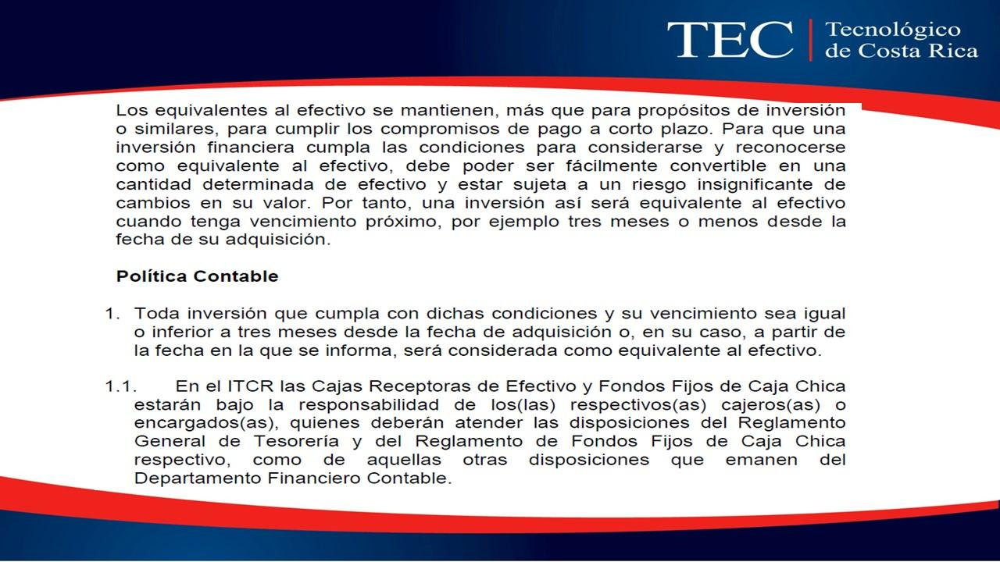 TEC
Tecnológico
de Costa Rica
Los equivalentes al efectivo se mantienen, más que para propósitos de inversión
o similares, para cumplir los compromisos de pago a corto plazo. Para que una
inversión financiera cumpla las condiciones para considerarse y reconocerse
como equivalente al efectivo, debe poder ser fácilmente convertible en una
cantidad determinada de efectivo y estar sujeta a un riesgo insignificante de
cambios en su valor. Por tanto, una inversión así será equivalente al efectivo
cuando tenga vencimiento próximo, por ejemplo tres meses o menos desde la
fecha de su adquisición.
Política Contable
1. Toda inversión que cumpla con dichas condiciones y su vencimiento sea igual
o inferior a tres meses desde la fecha de adquisición o, en su caso, a partir de
la fecha en la que se informa, será considerada como equivalente al efectivo.
1.1. En el ITCR las Cajas Receptoras de Efectivo y Fondos Fijos de Caja Chica
estarán bajo la responsabilidad de los(las) respectivos(as) cajeros(as) o
encargados(as), quienes deberán atender las disposiciones del Reglamento
General de Tesorería y del Reglamento de Fondos Fijos de Caja Chica
respectivo, como de aquellas otras disposiciones que emanen del
Departamento Financiero Contable.